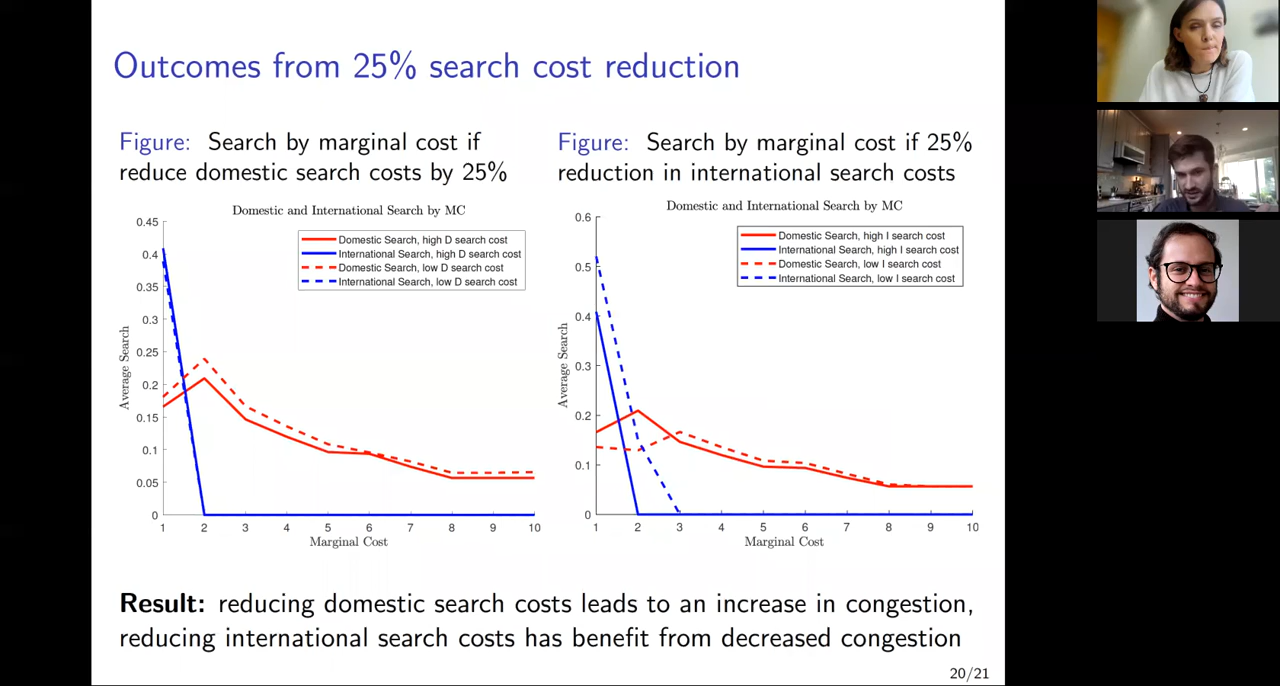 Outcomes from 25% search cost reduction
Figure: Search by marginal cost if
reduce domestic search costs by 25%
Domestic and International Search by MC
Domestic Search, high D search cost
International Search, high D search cost
Domestic Search, low D search cost
International Search, low D search cost
Average Search
0.45
0.4
0.35
0.3
0.25
0.2
0.15
0.1
0.05
0
1 2 3 4 5 6 7 8 9 10
Marginal Cost
Figure: Search by marginal cost if 25%
reduction in international search costs
Domestic and International Search by MC
Domestic Search, high I search cost
International Search, high I search cost
Domestic Search, low I search cost
International Search, low I search cost
Average Search
0.6
0.5
0.4
0.3
0.2
0.1
0
1 2 3 4 5 6 7 8 9 10
Marginal Cost
Result: reducing domestic search costs leads to an increase in congestion,
reducing international search costs has benefit from decreased congestion
20/21